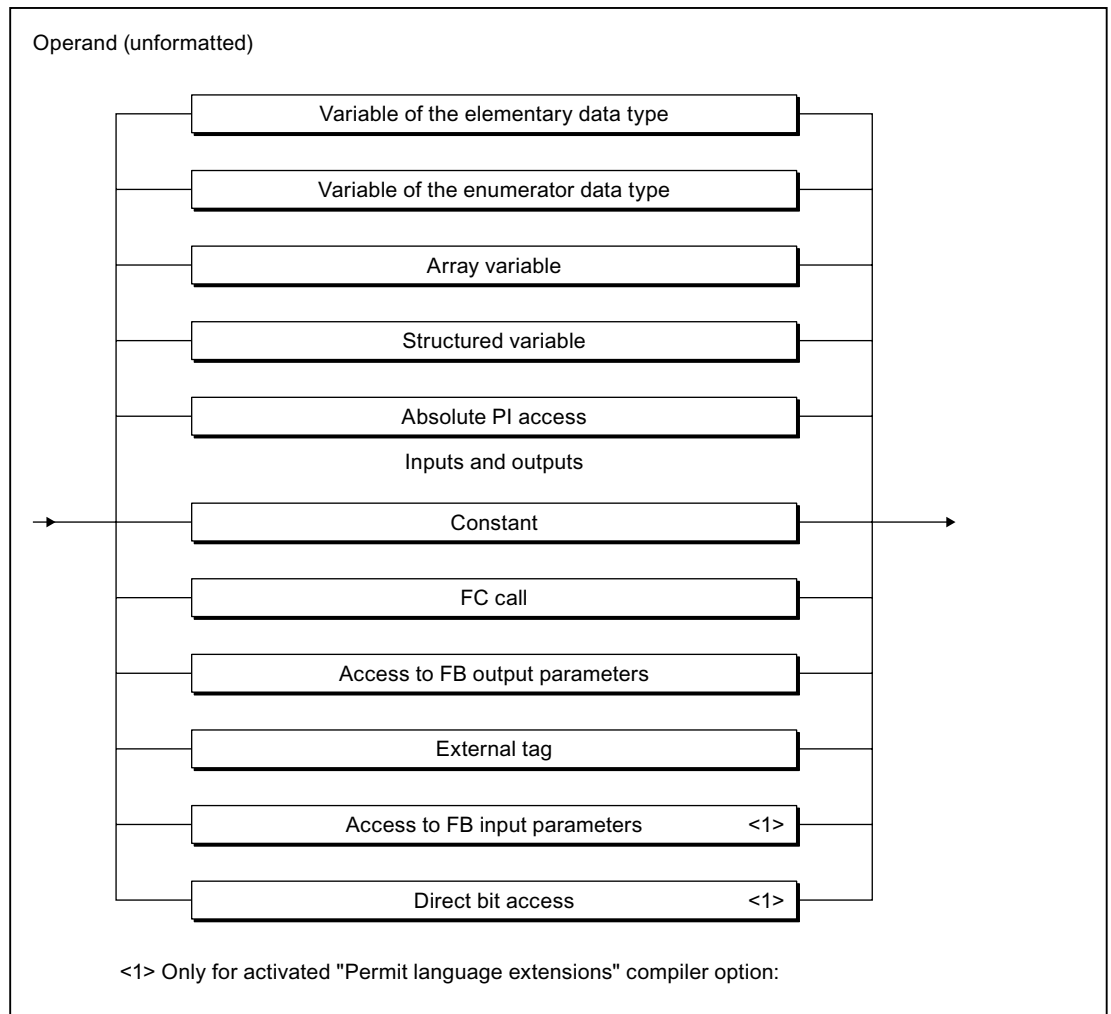 Operand (unformatted)
Variable of the elementary data type
Variable of the enumerator data type
Array variable
Structured variable
Absolute PI access
Inputs and outputs
Constant
FC call
Access to FB output parameters
External tag
Access to FB input parameters <1>
Direct bit access <1>
<1> Only for activated "Permit language extensions" compiler option: